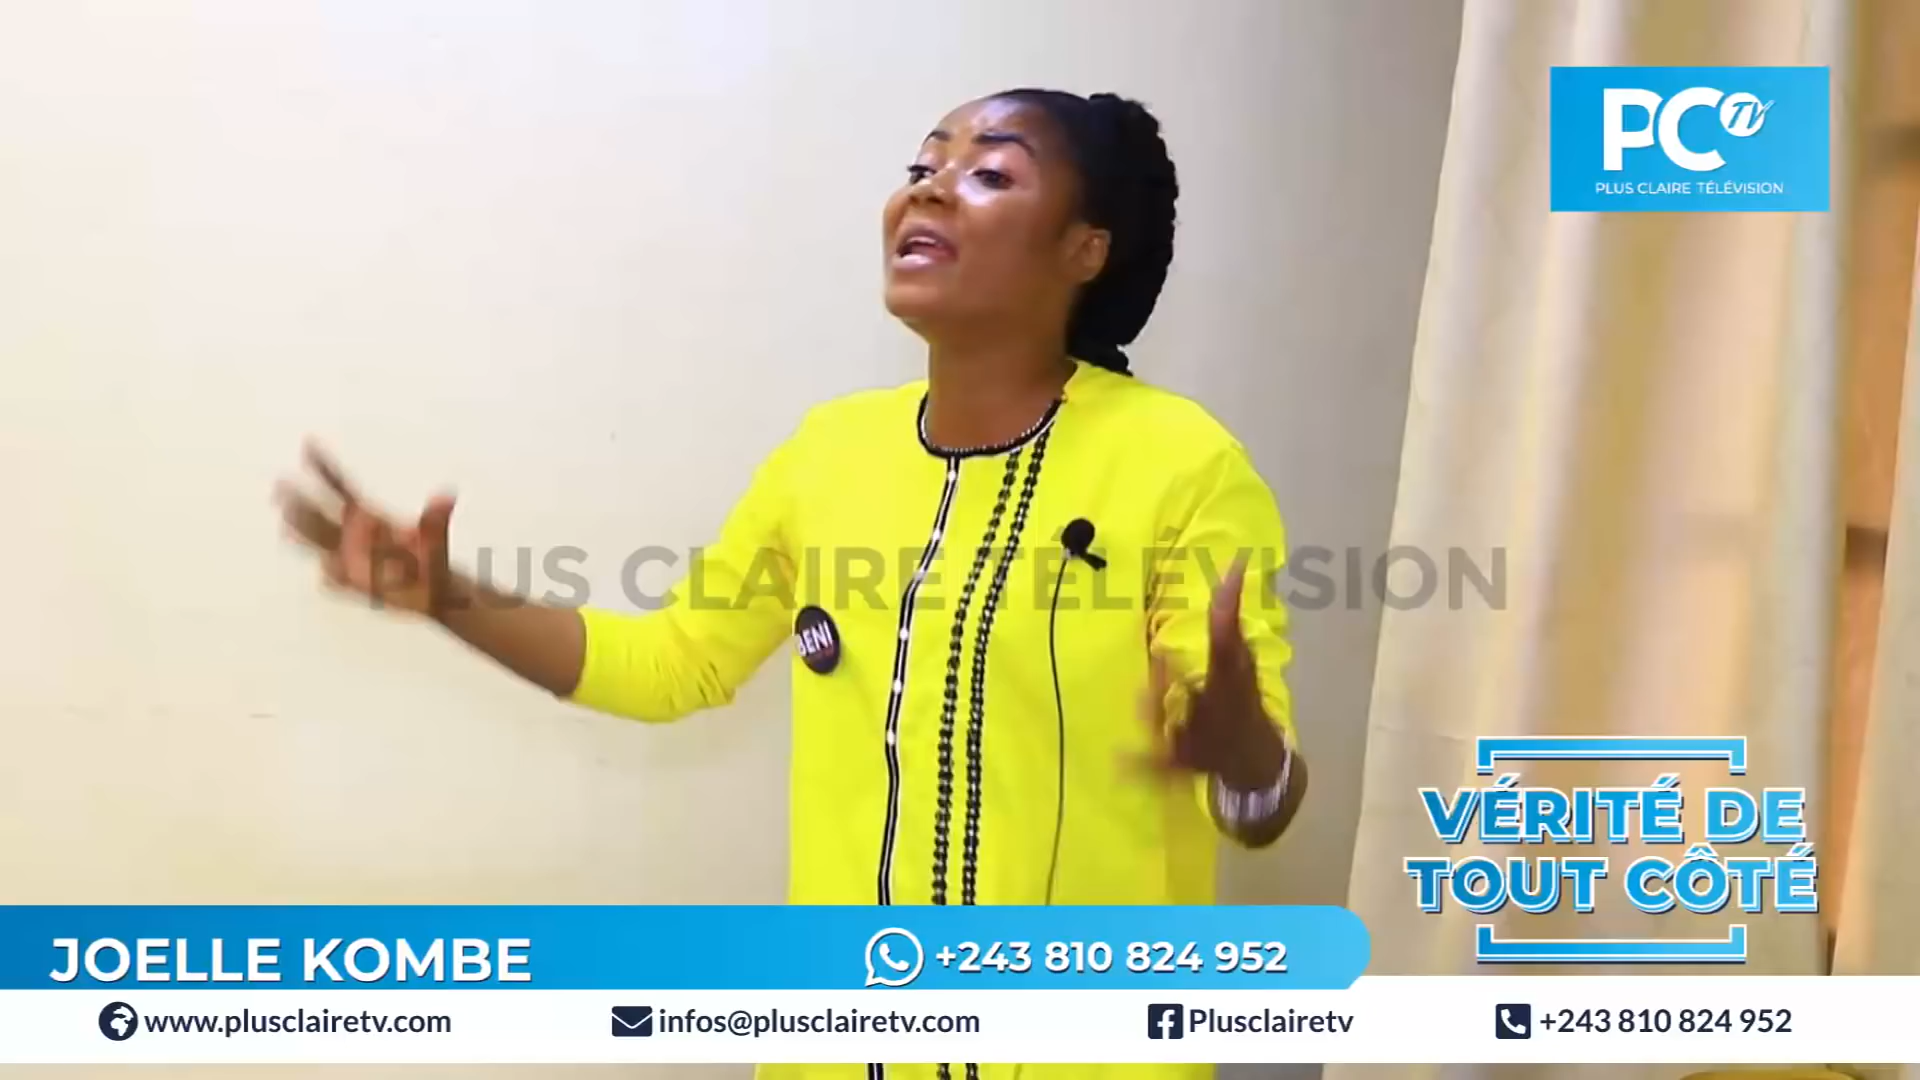 PC TV
PLUS CLAIRE TÉLÉVISION
PLUS CLAIRE TÉLÉVISION
BENI
VÉRITÉ DE
TOUT CÔTÉ
JOELLE KOMBE
+243 810 824 952
www.plusclairetv.com
infos@plusclairetv.com
Plusclairetv
+243 810 824 952